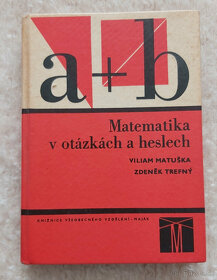 a+b
Matematika
v otázkách a heslech
VILIAM MATUŠKA
ZDENĚK TREFNÝ
KNIŽNICE VŠEOBECNÉHO VZDĚLÁNÍ - MAJÁK
M